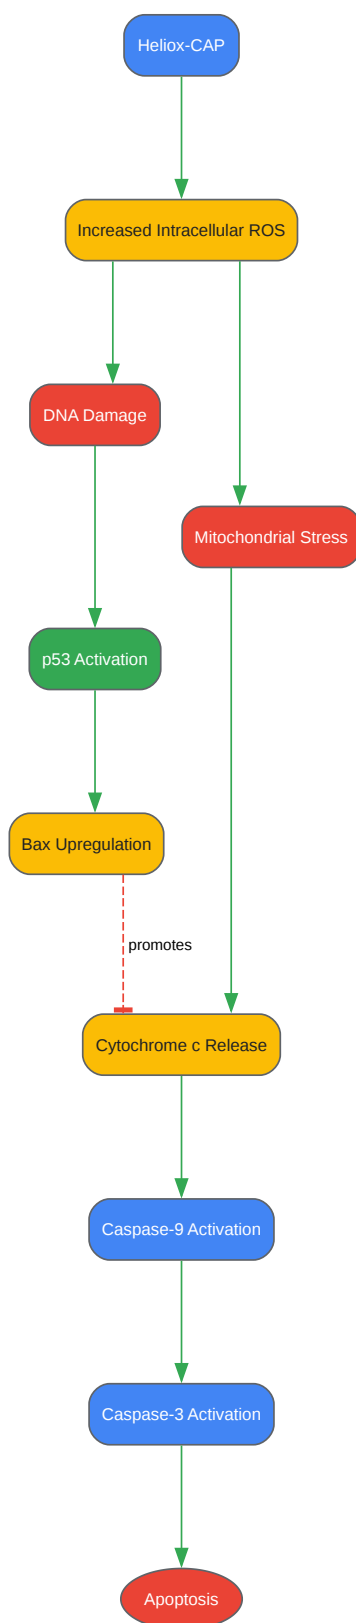 Heliox-CAP
Increased Intracellular ROS
DNA Damage
Mitochondrial Stress
p53 Activation
Bax Upregulation
promotes
Cytochrome c Release
Caspase-9 Activation
Caspase-3 Activation
Apoptosis